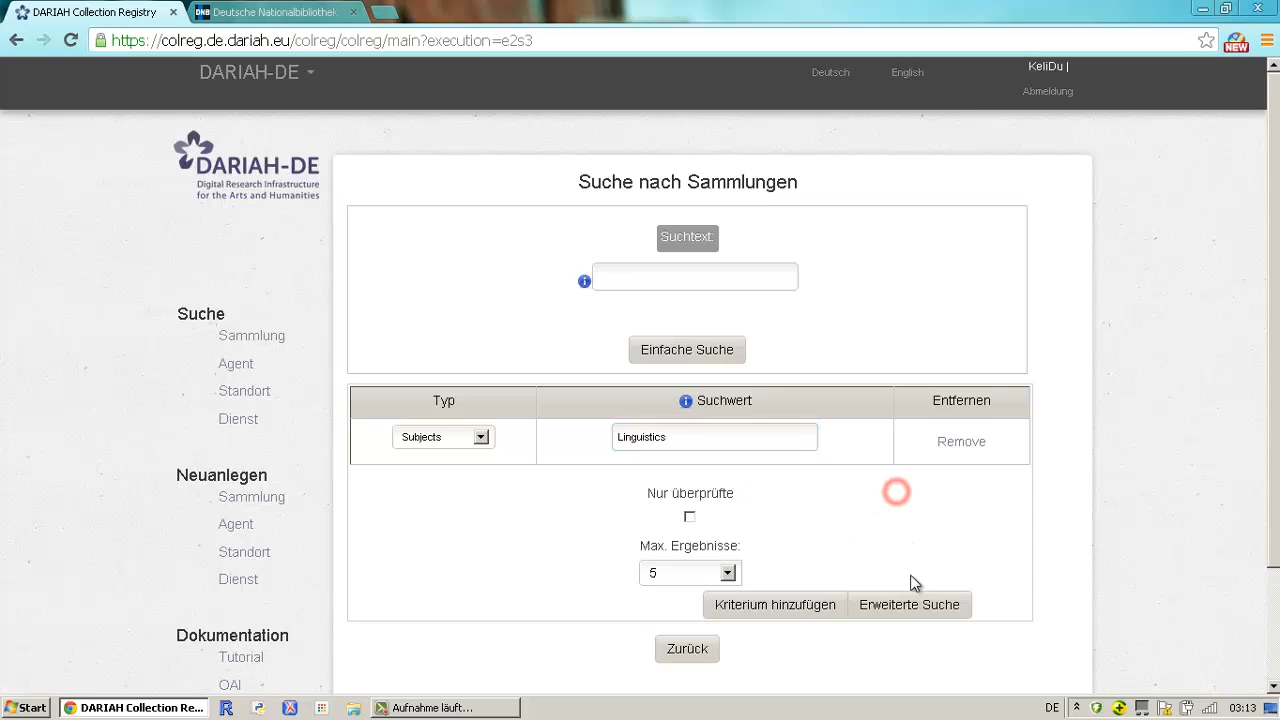 DARIAH Collection Registry
Deutsche Nationalbibliothek
https://colreg.de.dariah.eu/colreg/colreg/main?execution=e2s3
NEW
DARIAH-DE
Deutsch
English
KeliDu |
Abmeldung
DARIAH-DE
Digital Research Infrastructure
for the Arts and Humanities
Suche nach Sammlungen
Suchtext:
Einfache Suche
Suche
Sammlung
Agent
Standort
Dienst
Typ
Suchwert
Entfernen
Subjects
Linguistics
Remove
Nur überprüfte
Max. Ergebnisse:
5
Kriterium hinzufügen
Erweiterte Suche
Zurück
Neuanlegen
Sammlung
Agent
Standort
Dienst
Dokumentation
Tutorial
OAI
Start
DARIAH Collection Re...
Aufnahme läuft...
DE
03:13